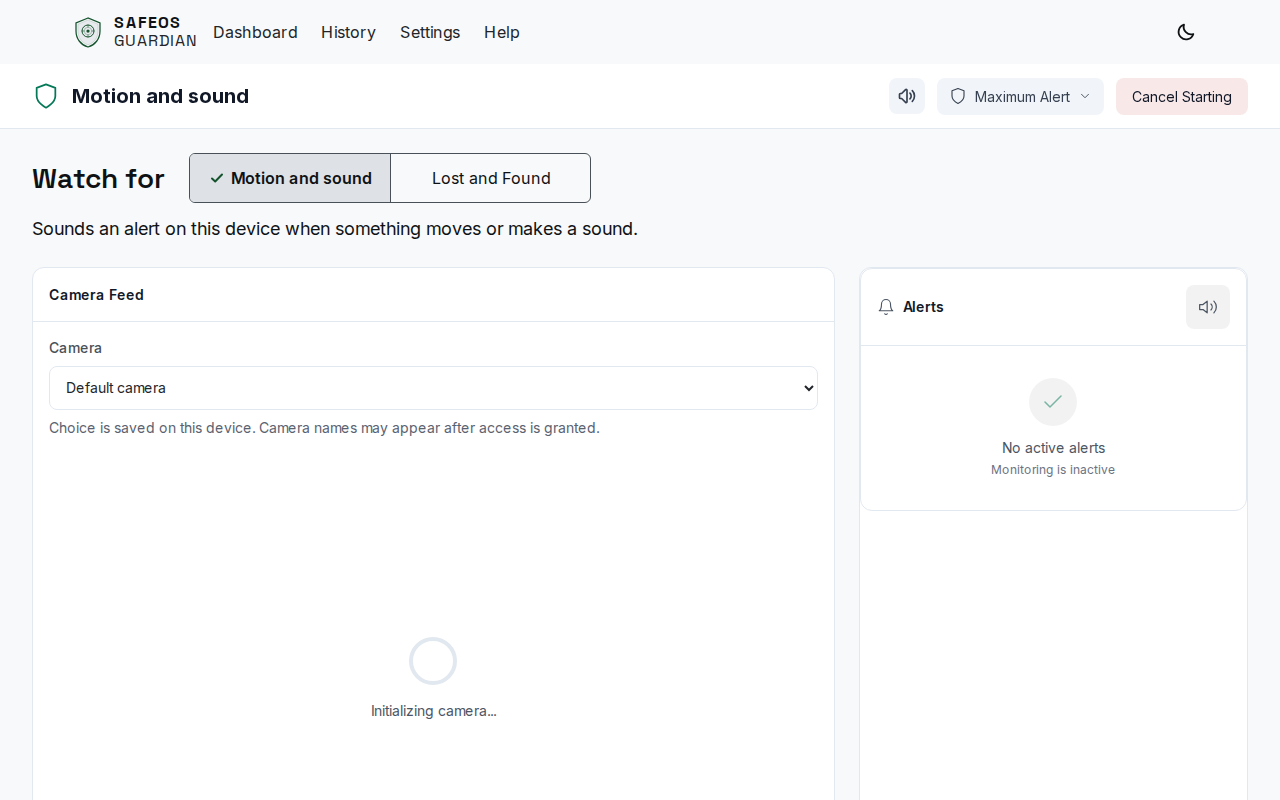 SAFEOS
GUARDIAN
Dashboard
History
Settings
Help
Motion and sound
Maximum Alert
Cancel Starting
Watch for
Motion and sound
Lost and Found
Sounds an alert on this device when something moves or makes a sound.
Camera Feed
Camera
Default camera
Choice is saved on this device. Camera names may appear after access is granted.
Initializing camera...
Alerts
No active alerts
Monitoring is inactive